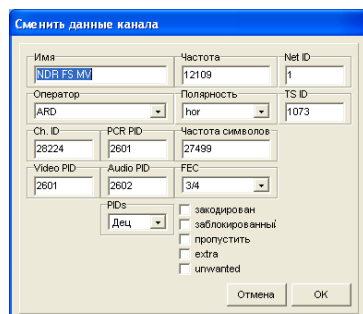 Сменить данные канала
Имя Частота Net ID
NDR FS MV 12109 1
Оператор Полярность TS ID
ARD hor 1073
Ch. ID PCR PID Частота символов
28224 2601 27499
Video PID Audio PID FEC
2601 2602 3/4
PIDs
Дец
закодирован
заблокированный
пропустить
extra
unwanted
Отмена OK